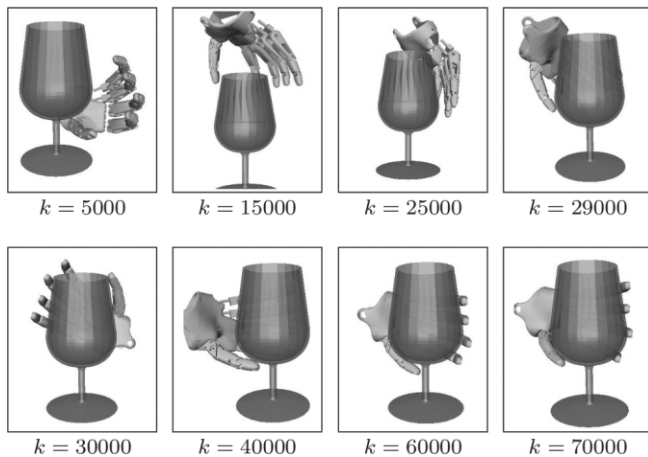 k = 5000
k = 15000
k = 25000
k = 29000
k = 30000
k = 40000
k = 60000
k = 70000